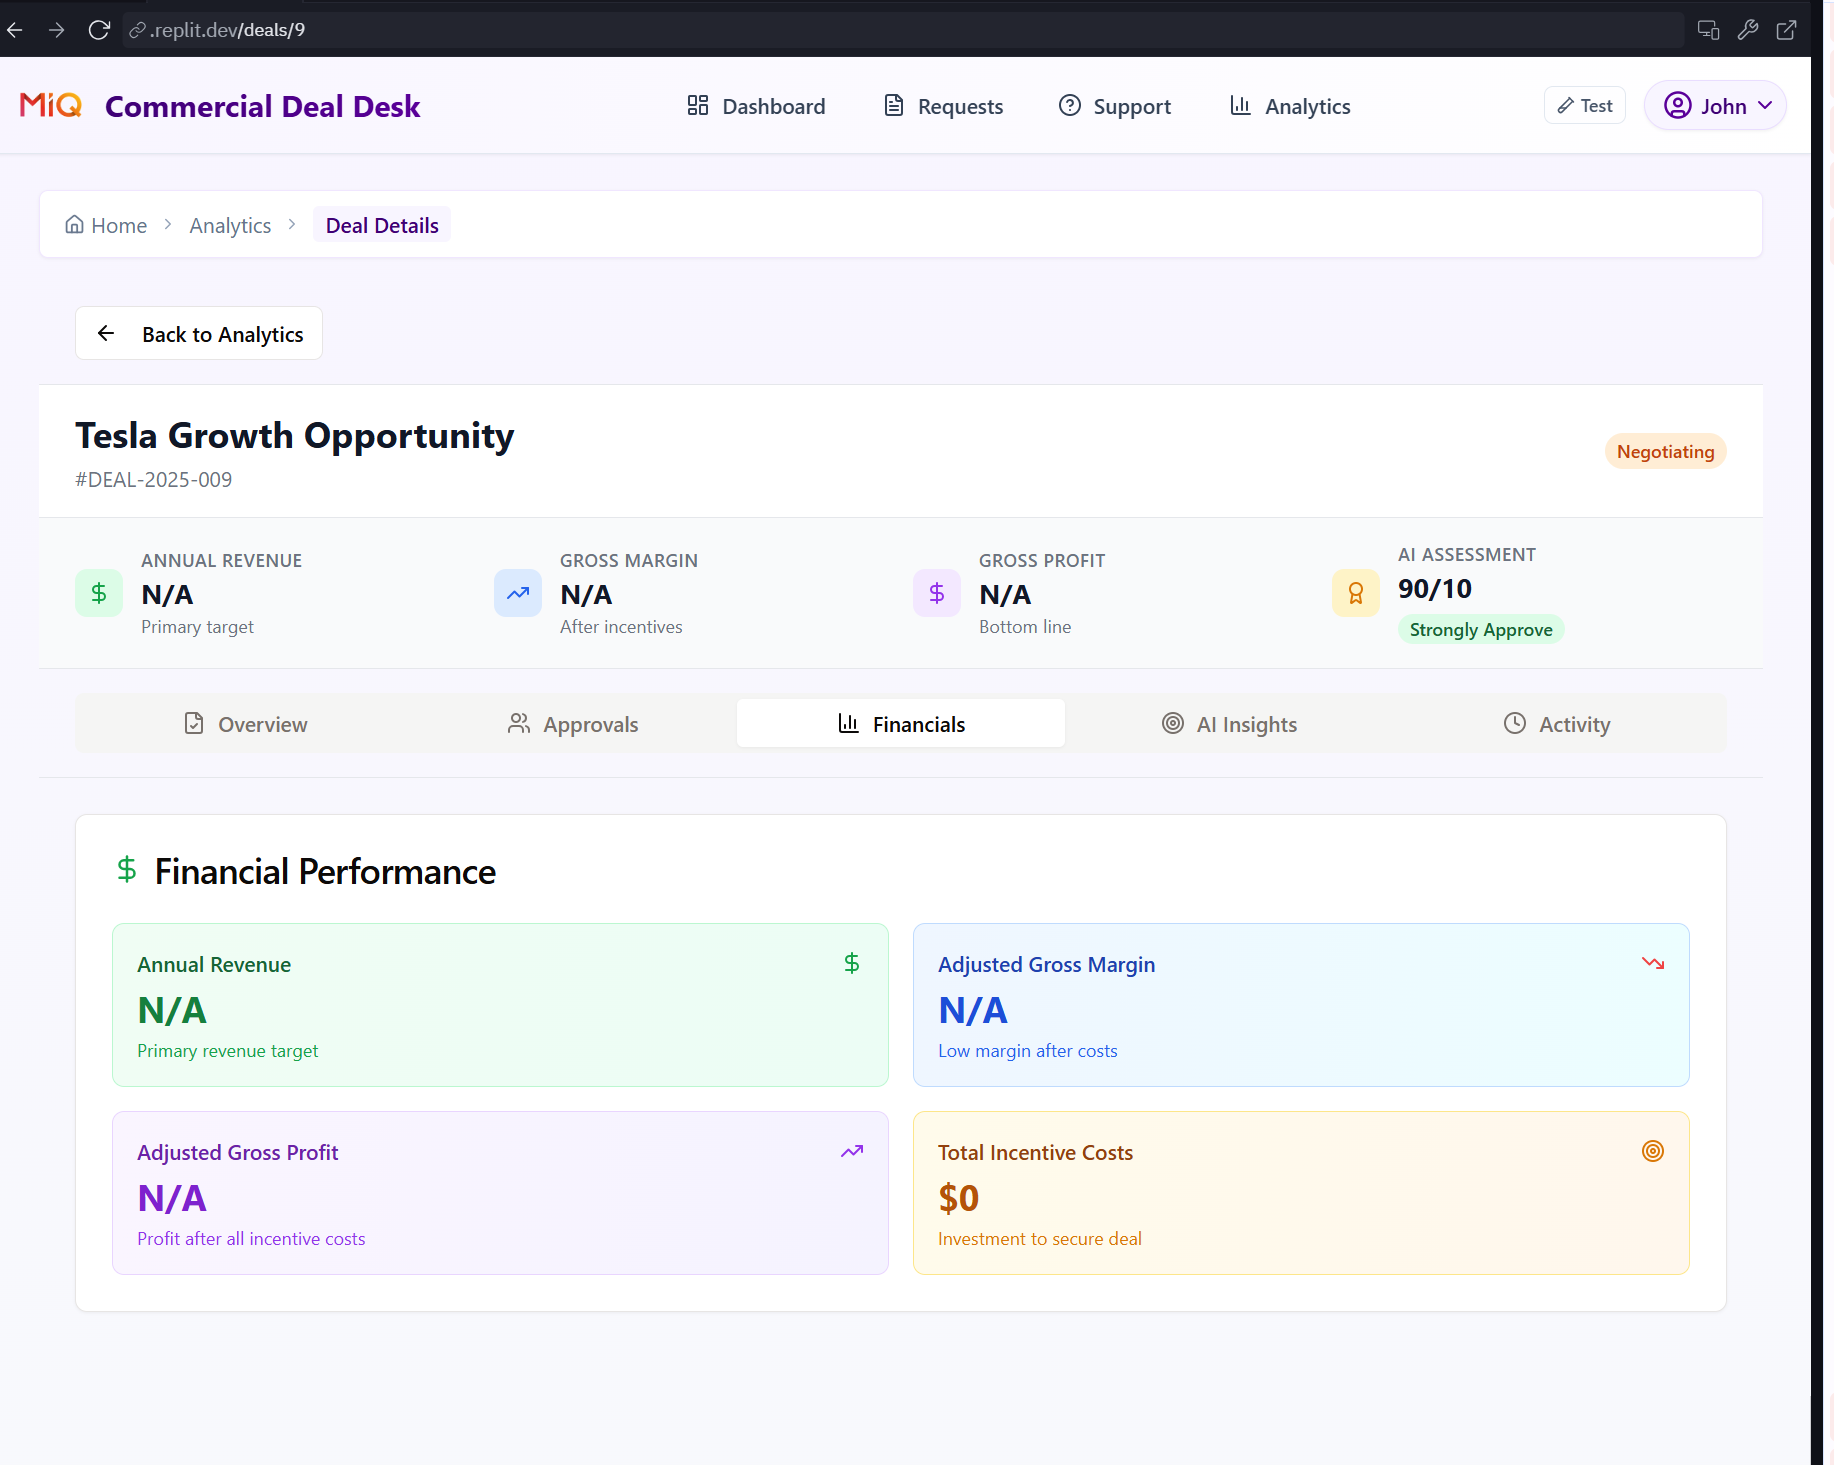 .replit.dev/deals/9
MiQ
Commercial Deal Desk
Dashboard
Requests
Support
Analytics
Test
John
Home
Analytics
Deal Details
Back to Analytics
Tesla Growth Opportunity
#DEAL-2025-009
Negotiating
ANNUAL REVENUE
N/A
Primary target
GROSS MARGIN
N/A
After incentives
GROSS PROFIT
N/A
Bottom line
AI ASSESSMENT
90/10
Strongly Approve
Overview
Approvals
Financials
AI Insights
Activity
$ Financial Performance
Annual Revenue
N/A
Primary revenue target
Adjusted Gross Margin
N/A
Low margin after costs
Adjusted Gross Profit
N/A
Profit after all incentive costs
Total Incentive Costs
$0
Investment to secure deal